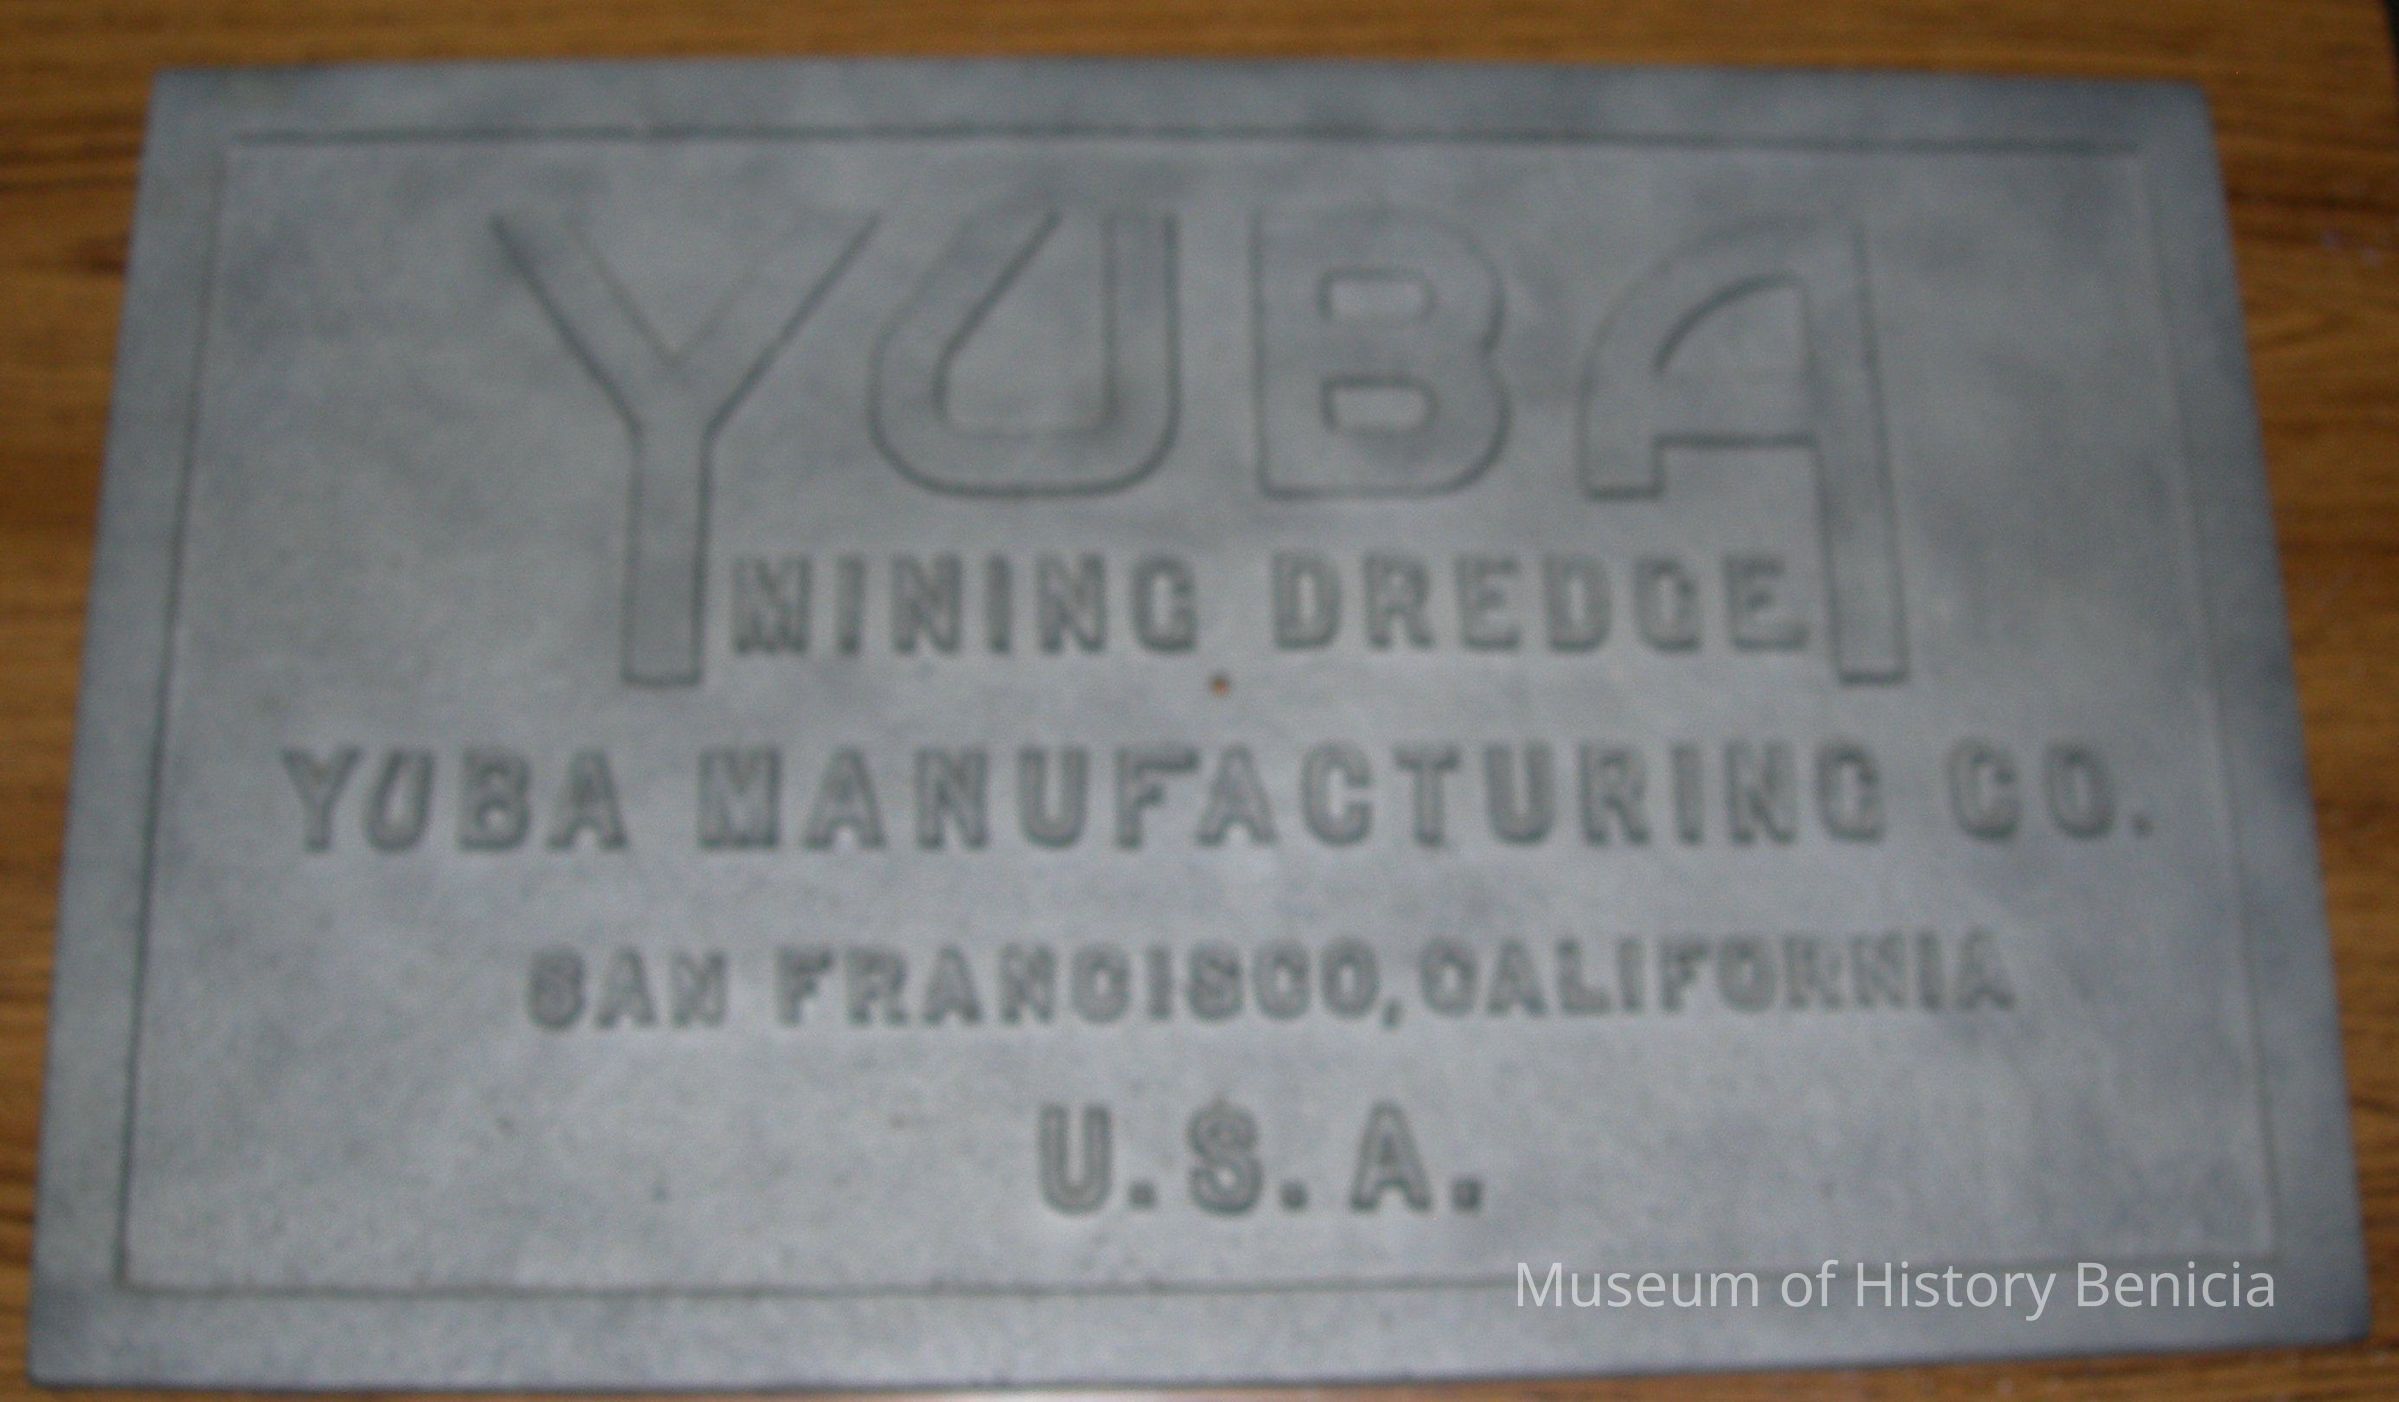 YUBA
MINING DREDGE
YUBA MANUFACTURING CO.
SAN FRANCISCO, CALIFORNIA
U.S.A.
Museum of History Benicia